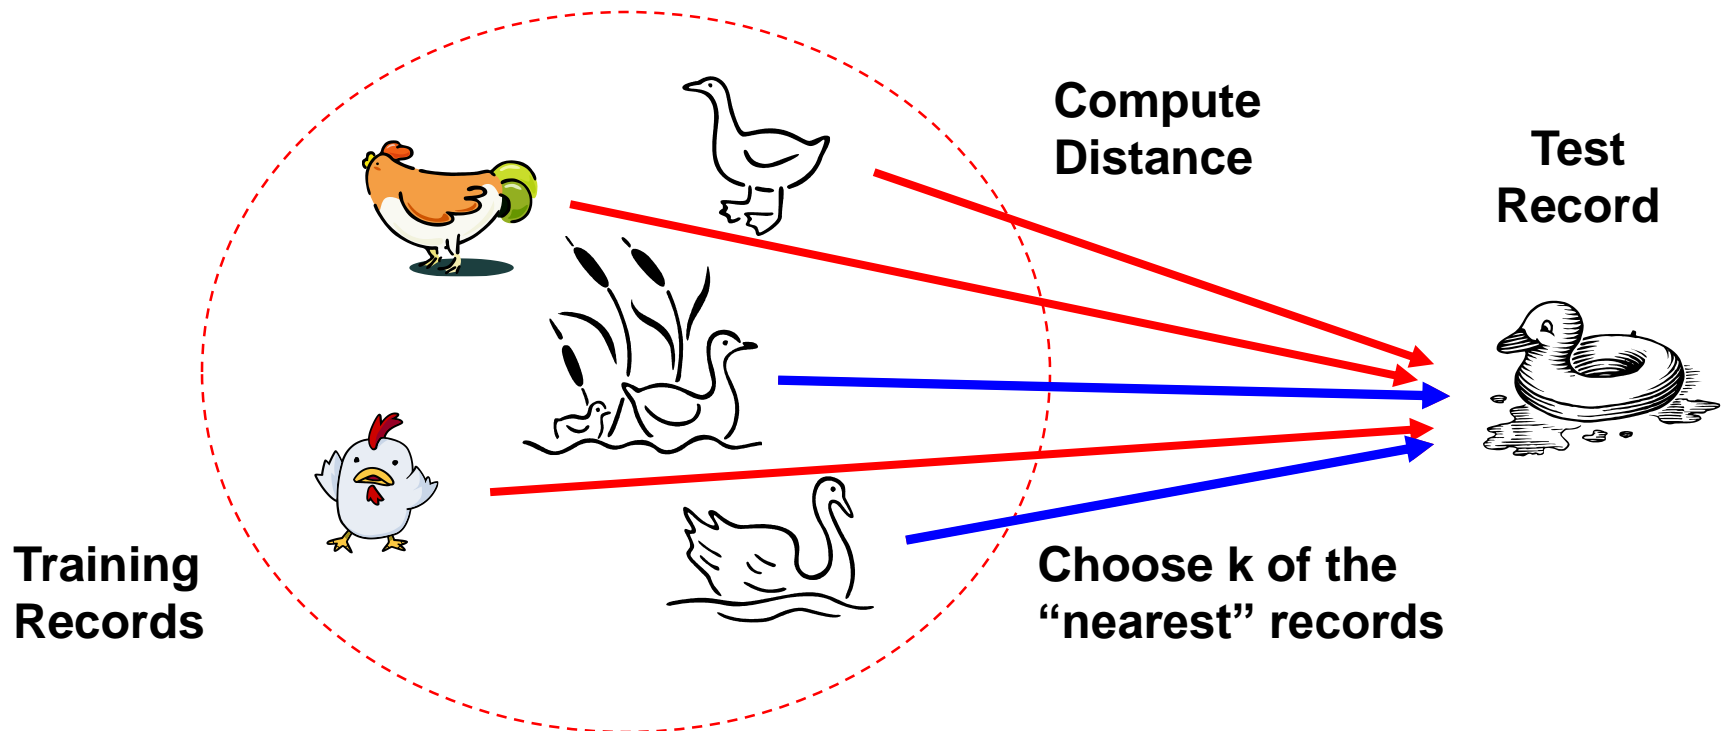 Compute
Distance
Test
Record
Training
Records
Choose k of the
“nearest” records